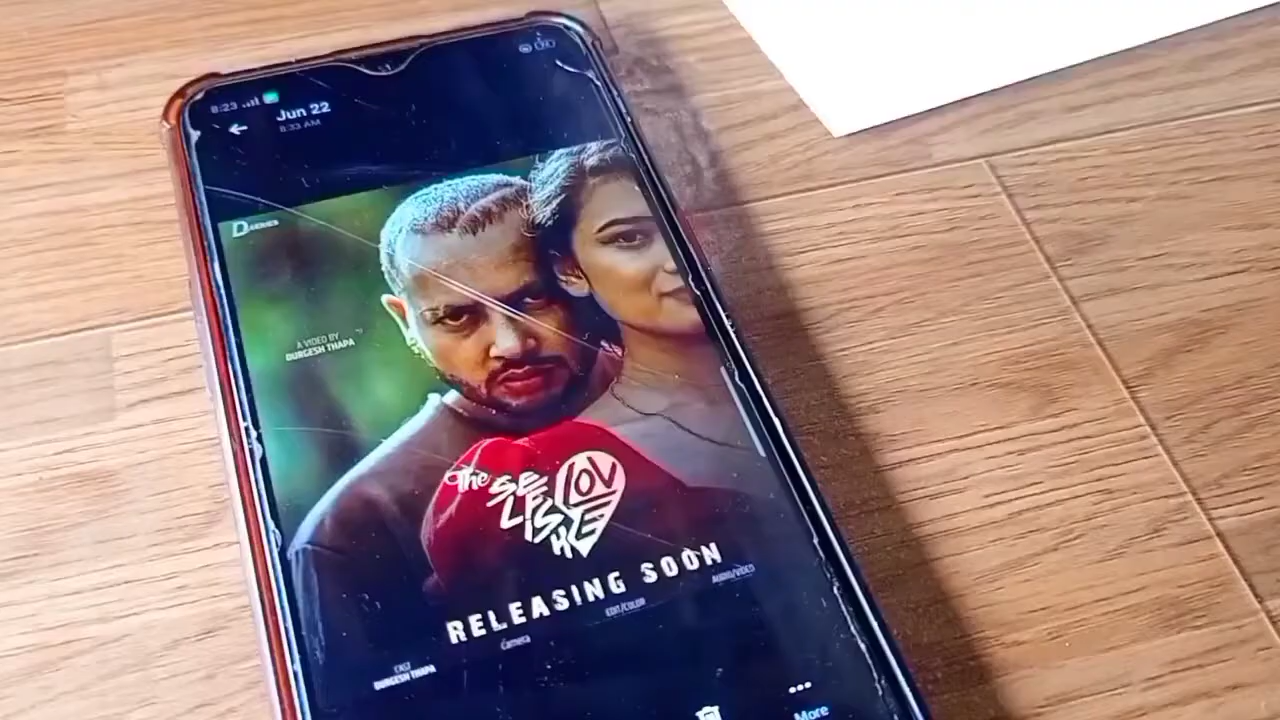 8:23
Jun 22
8:33 AM
DIARIES
A VIDEO BY
DURGESH THAPA
The SELFISH LOVE
RELEASING SOON
AUDIO/VIDEO
EDIT/COLOR
Camera
CAST
DURGESH THAPA
More